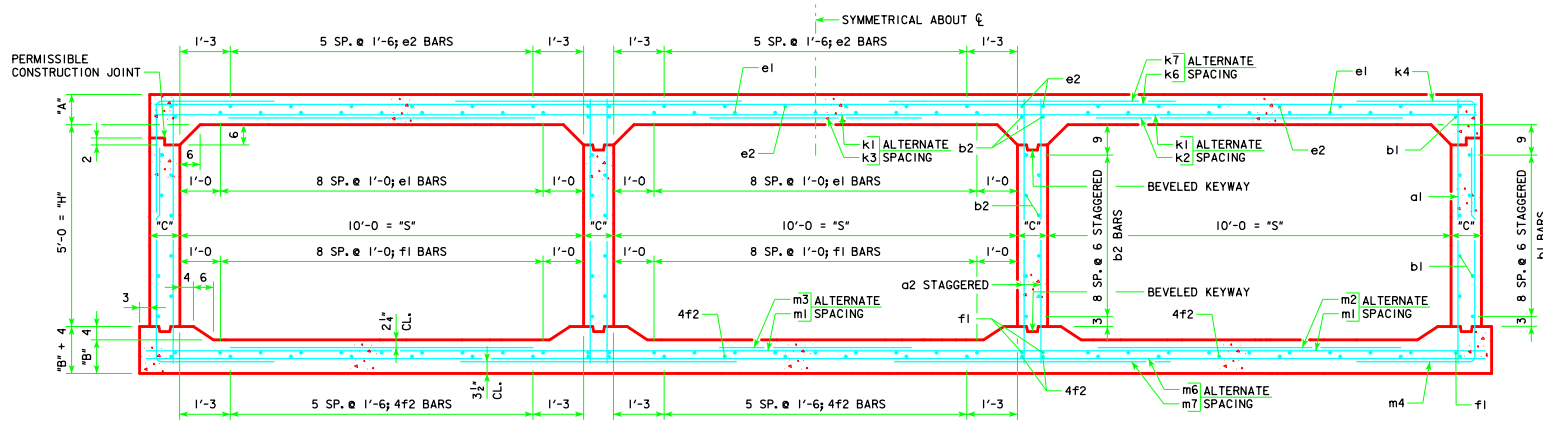 SYMMETRICAL ABOUT ℄
1'-3
5 SP. @ 1'-6; e2 BARS
1'-3
1'-3
5 SP. @ 1'-6; e2 BARS
1'-3
PERMISSIBLE
CONSTRUCTION JOINT
e1
e2
k7
k6
ALTERNATE
SPACING
e1
k4
"A"
2
6
6
e2
k1
k3
ALTERNATE
SPACING
b2
9
k1
k2
ALTERNATE
SPACING
e2
b1
9
1'-0
8 SP. @ 1'-0; e1 BARS
1'-0
1'-0
8 SP. @ 1'-0; e1 BARS
1'-0
BEVELED KEYWAY
a1
b2
5'-0 = "H"
"C"
10'-0 = "S"
"C"
10'-0 = "S"
"C"
10'-0 = "S"
"C"
8 SP. @ 6 STAGGERED
b2 BARS
8 SP. @ 6 STAGGERED
b1 BARS
1'-0
8 SP. @ 1'-0; f1 BARS
1'-0
1'-0
8 SP. @ 1'-0; f1 BARS
1'-0
b1
4
6
3
a2 STAGGERED
BEVELED KEYWAY
m3
m1
ALTERNATE
SPACING
4f2
f1
3
4f2
m2
m1
ALTERNATE
SPACING
3
"B" + 4
"B"
4
2 1/4"
CL.
3 1/2"
CL.
4f2
m6
m7
ALTERNATE
SPACING
m4
f1
1'-3
5 SP. @ 1'-6; 4f2 BARS
1'-3
1'-3
5 SP. @ 1'-6; 4f2 BARS
1'-3